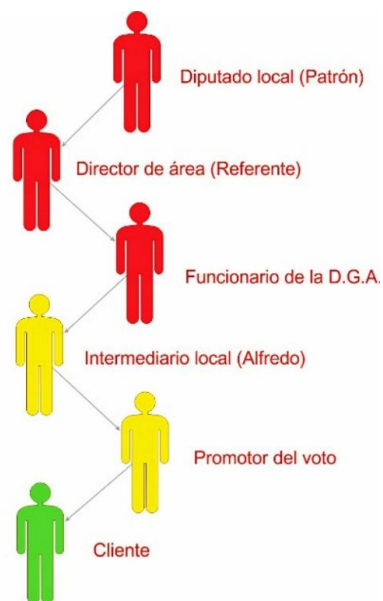 Diputado local (Patrón)
Director de área (Referente)
Funcionario de la D.G.A.
Intermediario local (Alfredo)
Promotor del voto
Cliente